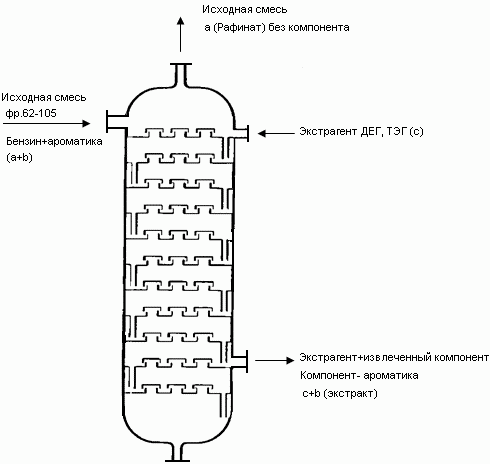 Исходная смесь
а (Рафинат) без компонента
Исходная смесь
фр.62-105
Бензин+ароматика
(а+b)
Экстрагент ДЕГ, ТЭГ (с)
Экстрагент+извлеченный компонент
Компонент- ароматика
с+b (экстракт)